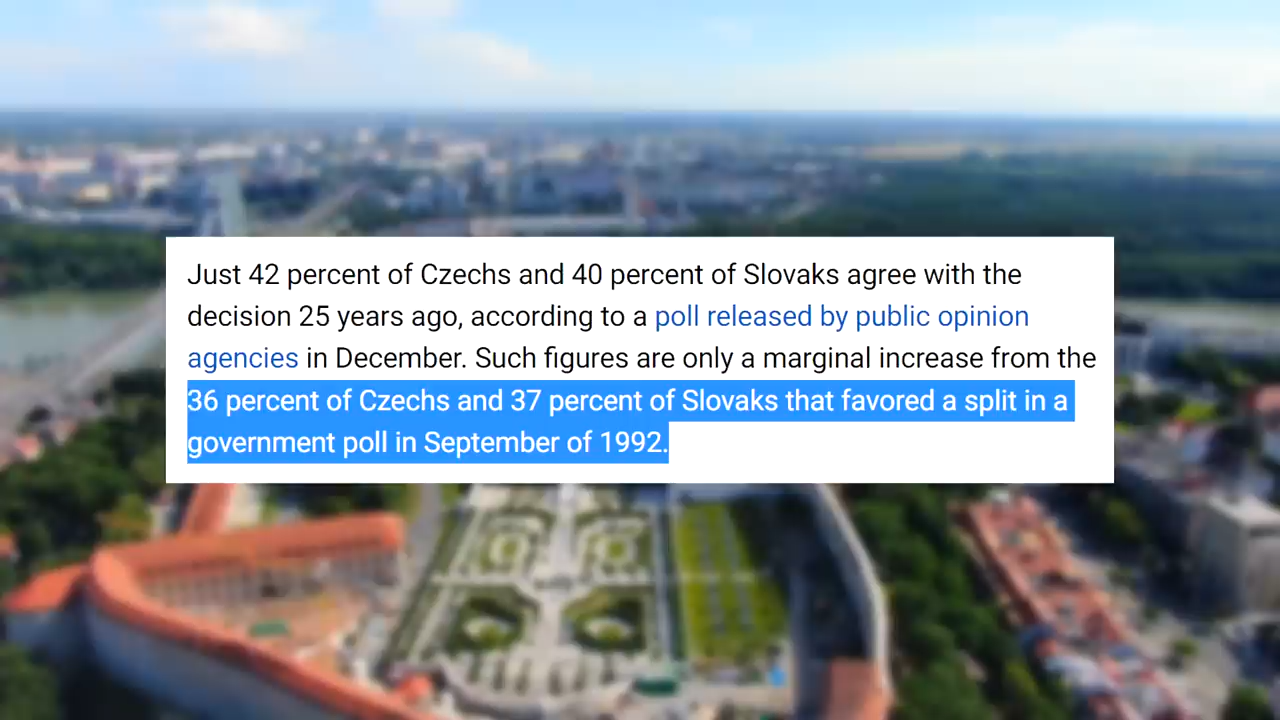 Just 42 percent of Czechs and 40 percent of Slovaks agree with the
decision 25 years ago, according to a poll released by public opinion
agencies in December. Such figures are only a marginal increase from the
36 percent of Czechs and 37 percent of Slovaks that favored a split in a
government poll in September of 1992.